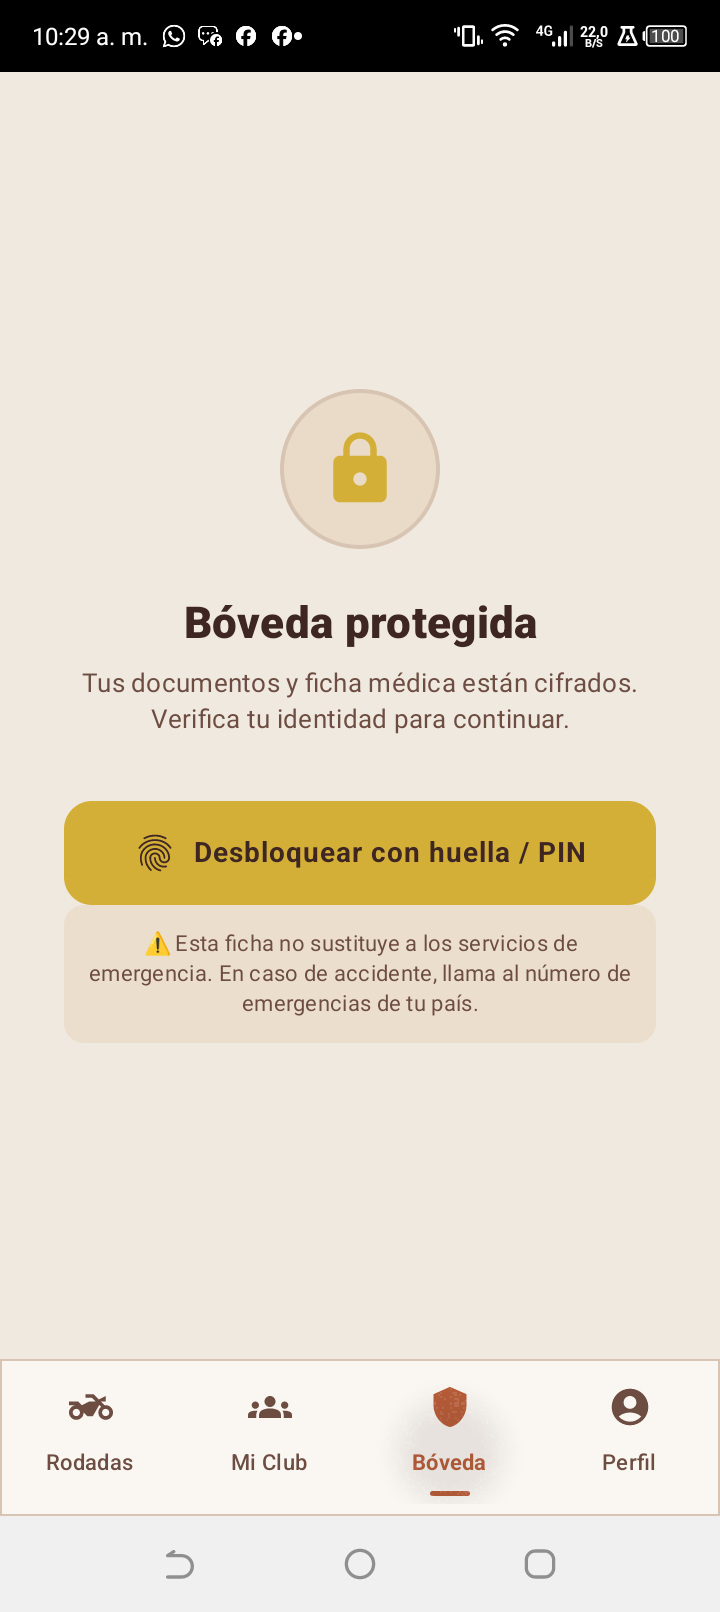 10:29 a. m.
4G
22,0
B/S
100
Bóveda protegida
Tus documentos y ficha médica están cifrados.
Verifica tu identidad para continuar.
Desbloquear con huella / PIN
⚠️ Esta ficha no sustituye a los servicios de
emergencia. En caso de accidente, llama al número de
emergencias de tu país.
Rodadas
Mi Club
Bóveda
Perfil